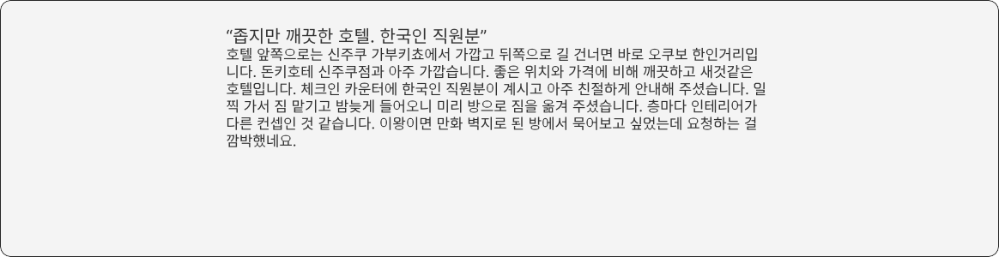 “좁지만 깨끗한 호텔. 한국인 직원분”
호텔 앞쪽으로는 신주쿠 가부키쵸에서 가깝고 뒤쪽으로 길 건너면 바로 오쿠보 한인거리입
니다. 돈키호테 신주쿠점과 아주 가깝습니다. 좋은 위치와 가격에 비해 깨끗하고 새것같은
호텔입니다. 체크인 카운터에 한국인 직원분이 계시고 아주 친절하게 안내해 주셨습니다. 일
찍 가서 짐 맡기고 밤늦게 들어오니 미리 방으로 짐을 옮겨 주셨습니다. 층마다 인테리어가
다른 컨셉인 것 같습니다. 이왕이면 만화 벽지로 된 방에서 묵어보고 싶었는데 요청하는 걸
깜박했네요.